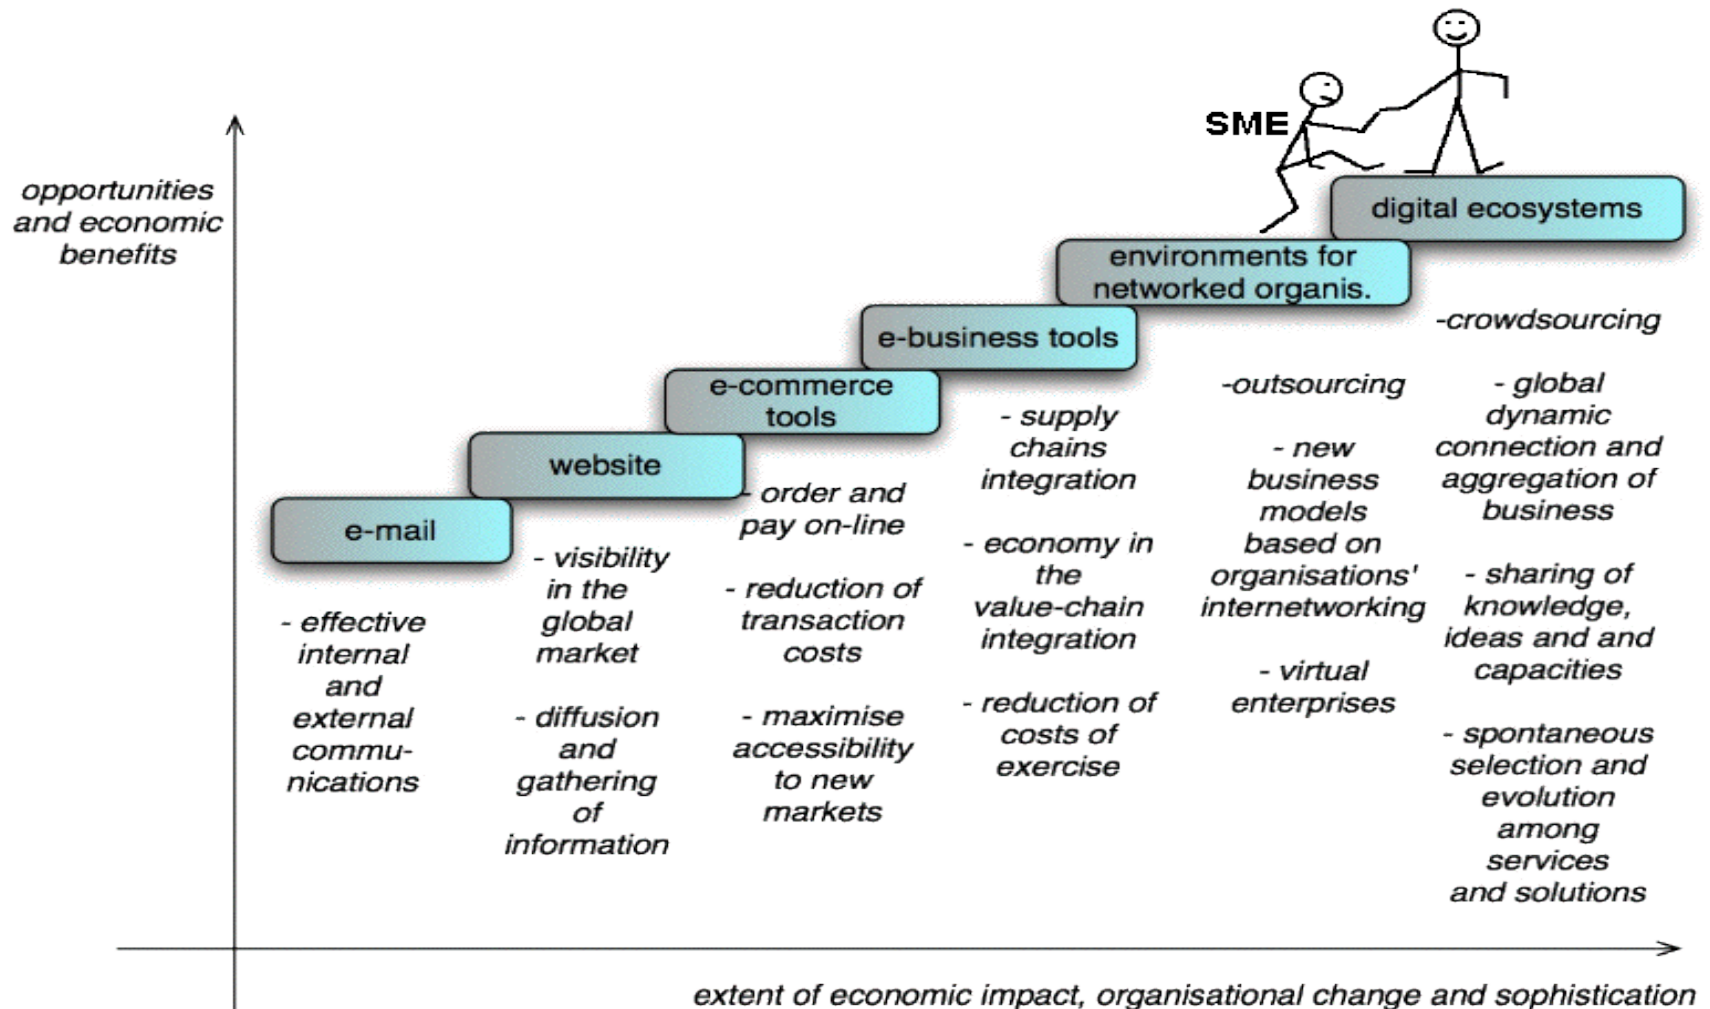 SME
opportunities
and economic
benefits
digital ecosystems
environments for
networked organis.
e-business tools
e-commerce
tools
website
e-mail
- effective
internal
and
external
commu-
nications
- visibility
in the
global
market
- diffusion
and
gathering
of
information
- order and
pay on-line
- reduction of
transaction
costs
- maximise
accessibility
to new
markets
- supply
chains
integration
- economy in
the
value-chain
integration
- reduction of
costs of
exercise
-outsourcing
- new
business
models
based on
organisations'
internetworking
- virtual
enterprises
-crowdsourcing
- global
dynamic
connection and
aggregation of
business
- sharing of
knowledge,
ideas and and
capacities
- spontaneous
selection and
evolution
among
services
and solutions
extent of economic impact, organisational change and sophistication